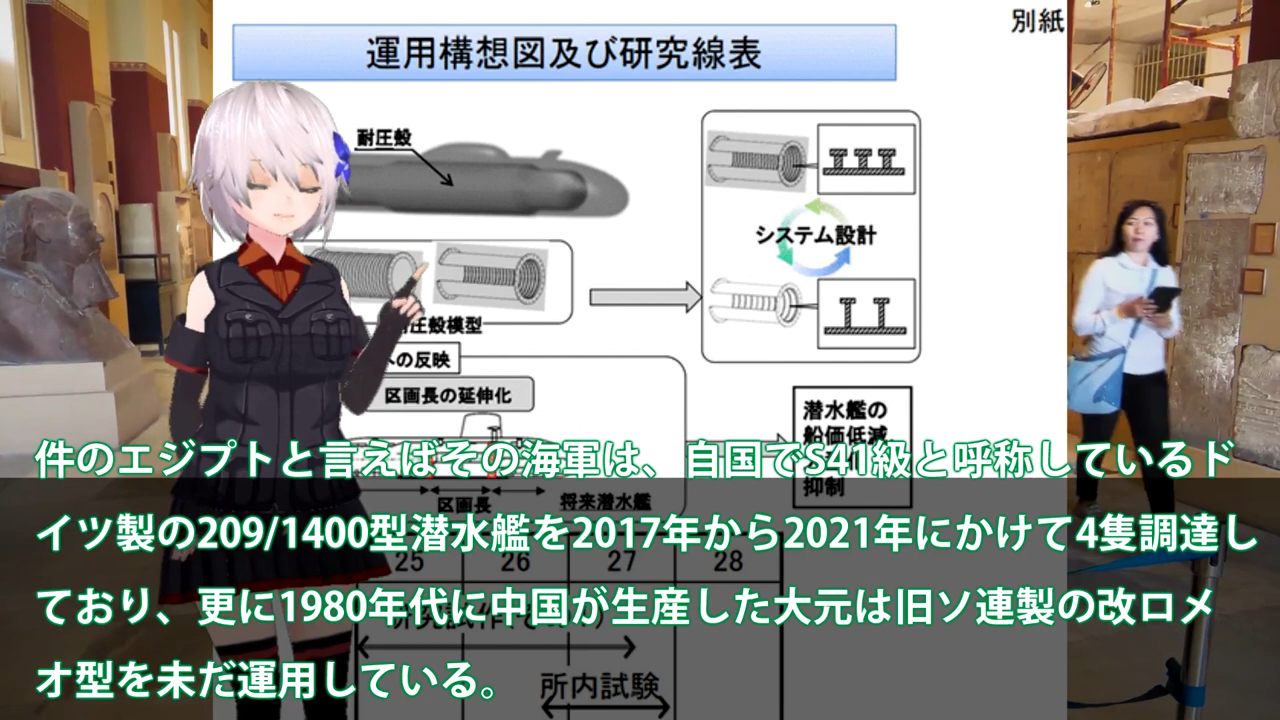 別紙
運用構想図及び研究線表
耐圧殻
システム設計
耐圧殻模型
への反映
区画長の延伸化
潜水艦の
船価低減
抑制
区画長
将来潜水艦
件のエジプトと言えばその海軍は、自国でS41級と呼称しているド
イツ製の209/1400型潜水艦を2017年から2021年にかけて4隻調達し
ており、更に1980年代に中国が生産した大元は旧ソ連製の改ロメ
オ型を未だ運用している。
25 26 27 28
所内試験